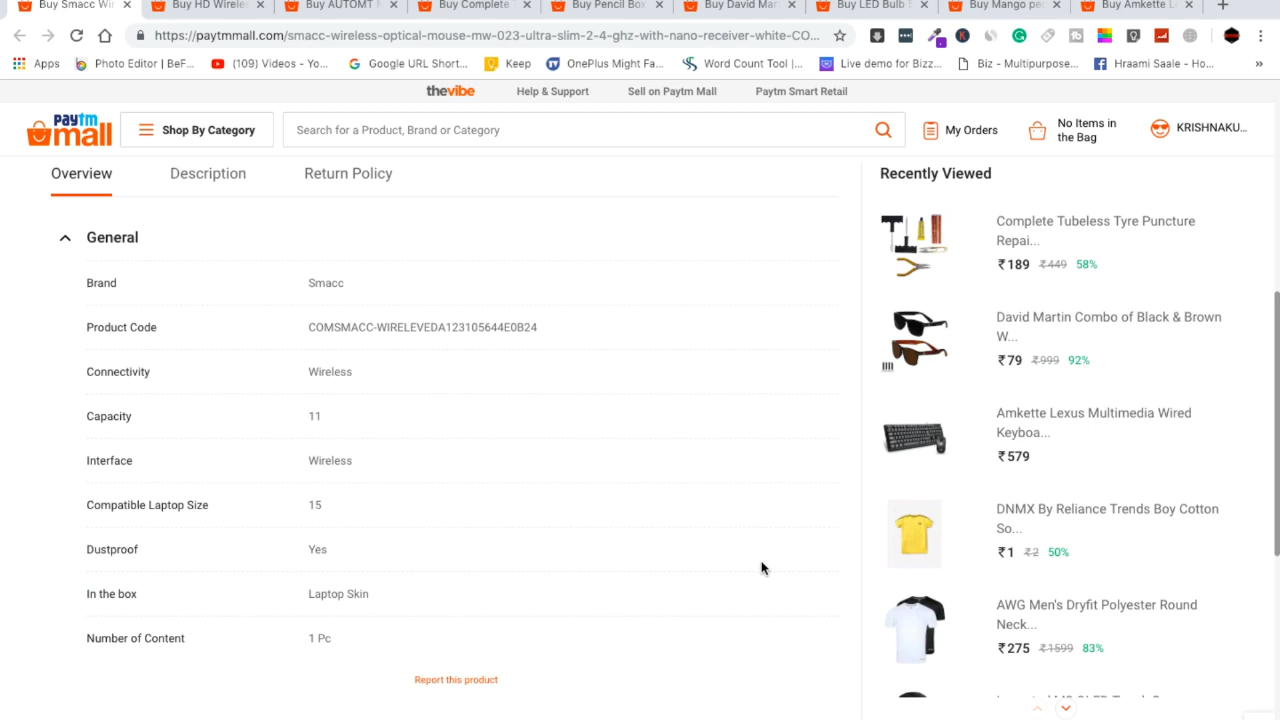 Buy Smacc Wir
Buy HD Wireles
Buy AUTOMT
Buy Complete T
Buy Pencil Box
Buy David Mar
Buy LED Bulb E
Buy Mango pe
Buy Amkette L
https://paytmmall.com/smacc-wireless-optical-mouse-mw-023-ultra-slim-2-4-ghz-with-nano-receiver-white-CO...
Apps
Photo Editor | BeF...
(109) Videos - Yo...
Google URL Short...
Keep
OnePlus Might Fa...
Word Count Tool |...
Live demo for Bizz...
Biz - Multipurpose...
Hraami Saale - Ho...
»
thevibe
Help & Support
Sell on Paytm Mall
Paytm Smart Retail
paytm
mall
Shop By Category
Search for a Product, Brand or Category
My Orders
No Items in
the Bag
KRISHNAKU...
Overview
Description
Return Policy
General
Brand Smacc
Product Code COMSMACC-WIRELEVEDA123105644E0B24
Connectivity Wireless
Capacity 11
Interface Wireless
Compatible Laptop Size 15
Dustproof Yes
In the box Laptop Skin
Number of Content 1 Pc
Report this product
Recently Viewed
Complete Tubeless Tyre Puncture
Repai...
₹189 ₹449 58%
David Martin Combo of Black & Brown
W...
₹79 ₹999 92%
Amkette Lexus Multimedia Wired
Keyboa...
₹579
DNMX By Reliance Trends Boy Cotton
So...
₹1 ₹2 50%
AWG Men's Dryfit Polyester Round
Neck...
₹275 ₹1599 83%